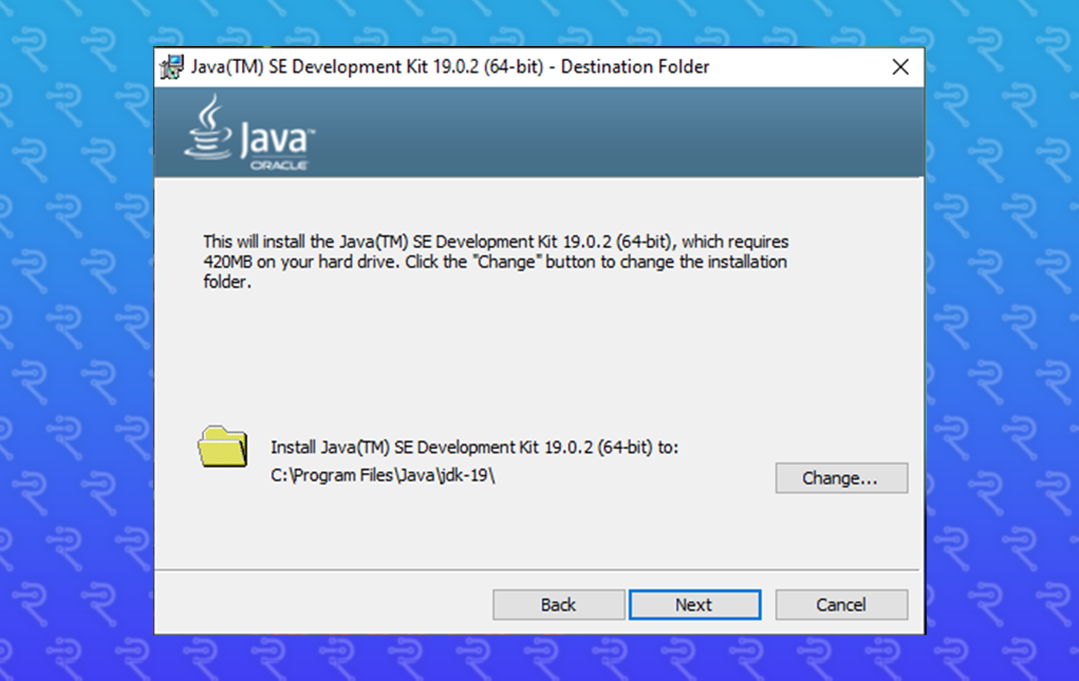 Java(TM) SE Development Kit 19.0.2 (64-bit) - Destination Folder
Java™
ORACLE
This will install the Java(TM) SE Development Kit 19.0.2 (64-bit), which requires
420MB on your hard drive. Click the "Change" button to change the installation
folder.
Install Java(TM) SE Development Kit 19.0.2 (64-bit) to:
C:\Program Files\Java\jdk-19\
Change...
Back Next Cancel